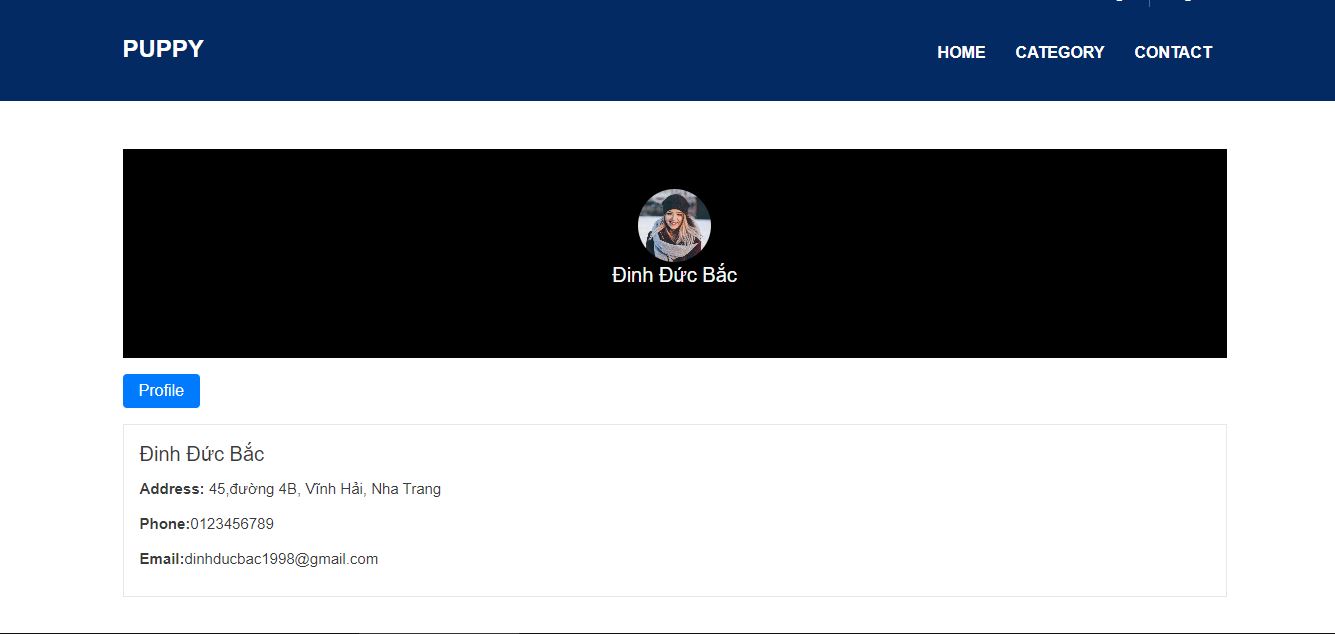 PUPPY
HOME CATEGORY CONTACT
Đinh Đức Bắc
Profile
Đinh Đức Bắc
Address: 45,đường 4B, Vĩnh Hải, Nha Trang
Phone:0123456789
Email:dinhducbac1998@gmail.com